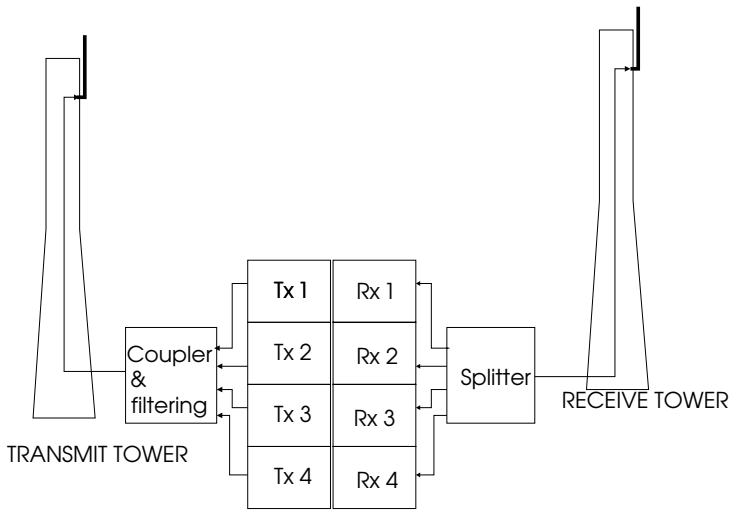 Tx 1
Rx 1
Coupler
&
filtering
Tx 2
Rx 2
Splitter
Tx 3
Rx 3
Tx 4
Rx 4
TRANSMIT TOWER
RECEIVE TOWER